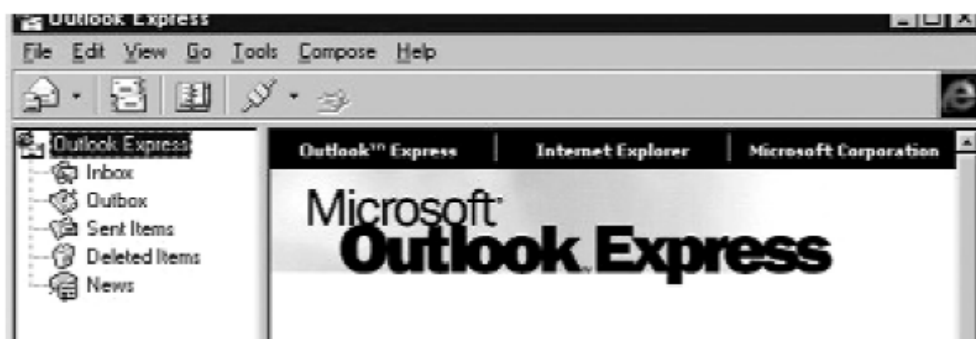 Outlook Express
File Edit View Go Tools Compose Help
Outlook Express
Inbox
Outbox
Sent Items
Deleted Items
News
Outlook™ Express Internet Explorer Microsoft Corporation
Microsoft
Outlook Express